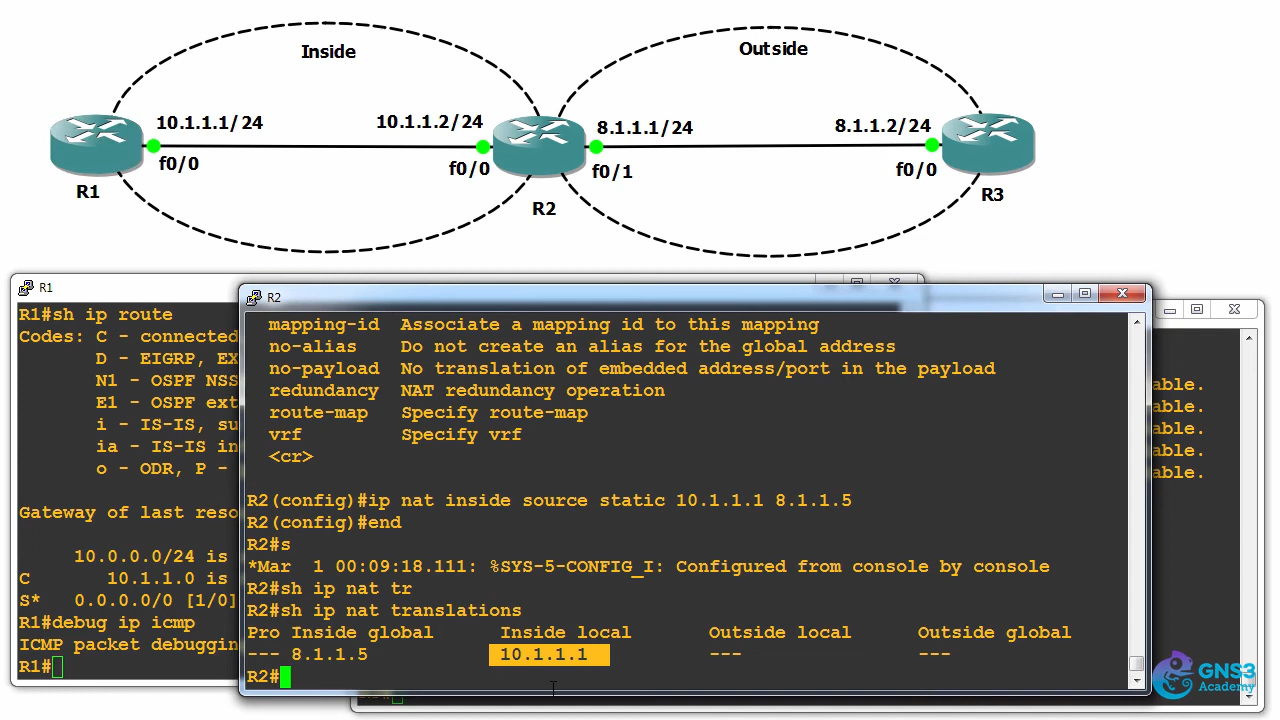 Inside
Outside
10.1.1.1/24
10.1.1.2/24
8.1.1.1/24
8.1.1.2/24
f0/0
f0/0
f0/1
f0/0
R1
R2
R3
R1
R1#sh ip route
Codes: C - connected
D - EIGRP, EX
N1 - OSPF NSS
E1 - OSPF ext
i - IS-IS, su
ia - IS-IS in
o - ODR, P -
Gateway of last reso
10.0.0.0/24 is
C 10.1.1.0 is
S* 0.0.0.0/0 [1/0]
R1#debug ip icmp
ICMP packet debuggin
R1#
R2
mapping-id Associate a mapping id to this mapping
no-alias Do not create an alias for the global address
no-payload No translation of embedded address/port in the payload
redundancy NAT redundancy operation
route-map Specify route-map
vrf Specify vrf
<cr>
R2(config)#ip nat inside source static 10.1.1.1 8.1.1.5
R2(config)#end
R2#s
*Mar 1 00:09:18.111: %SYS-5-CONFIG_I: Configured from console by console
R2#sh ip nat tr
R2#sh ip nat translations
Pro Inside global Inside local Outside local Outside global
--- 8.1.1.5 10.1.1.1 --- ---
R2#
able.
able.
able.
able.
able.
GNS3
Academy